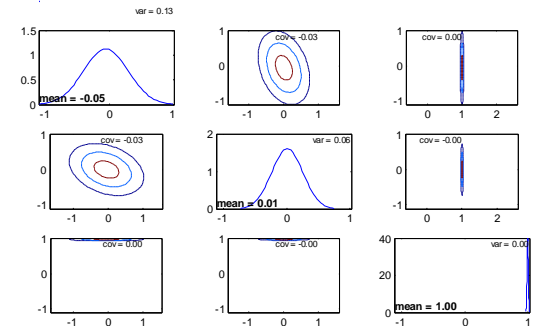 var = 0.13
1.5
1
0.5
0
mean = -0.05
-1 0 1
cov = -0.03
1
0
-1
-1 0 1
cov = 0.00
1
0
-1
0 1 2
cov = -0.03
1
0
-1
-1 0 1
var = 0.06
2
1
0
mean = 0.01
-1 0 1
cov = -0.00
1
0
-1
0 1 2
cov = 0.00
1
0
-1
-1 0 1
cov = -0.00
1
0
-1
-1 0 1
var = 0.00
40
20
0
mean = 1.00
-1 0 1